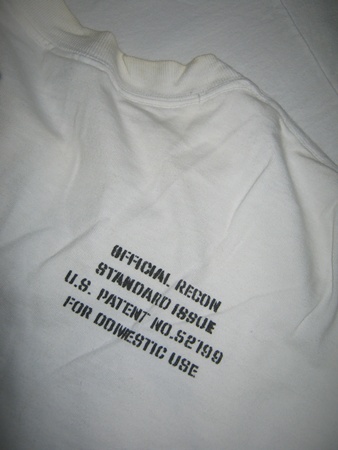 OFFICIAL RECON
STANDARD ISSUE
U.S. PATENT NO.52199
FOR DOMESTIC USE